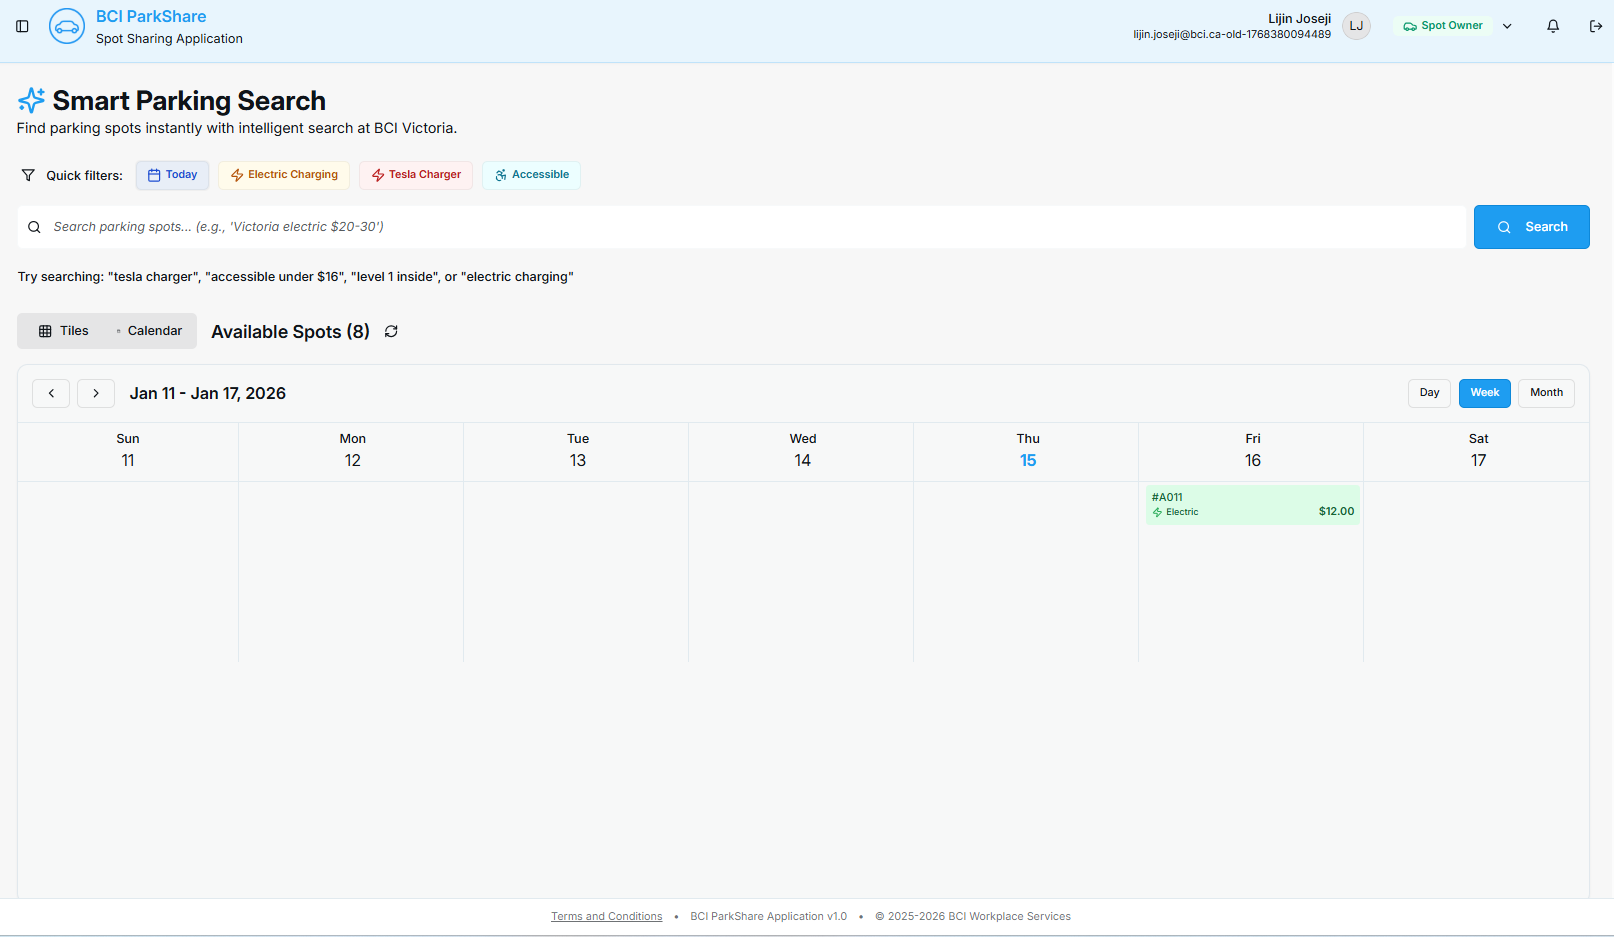 BCI ParkShare
Spot Sharing Application
Lijin Joseji
lijin.joseji@bci.ca-old-1768380094489
LJ
Spot Owner
Smart Parking Search
Find parking spots instantly with intelligent search at BCI Victoria.
Quick filters:
Today
Electric Charging
Tesla Charger
Accessible
Search parking spots... (e.g., 'Victoria electric $20-30')
Search
Try searching: "tesla charger", "accessible under $16", "level 1 inside", or "electric charging"
Tiles
Calendar
Available Spots (8)
Jan 11 - Jan 17, 2026
Day
Week
Month
Sun
11
Mon
12
Tue
13
Wed
14
Thu
15
Fri
16
Sat
17
#A011
Electric
$12.00
Terms and Conditions • BCI ParkShare Application v1.0 • © 2025-2026 BCI Workplace Services